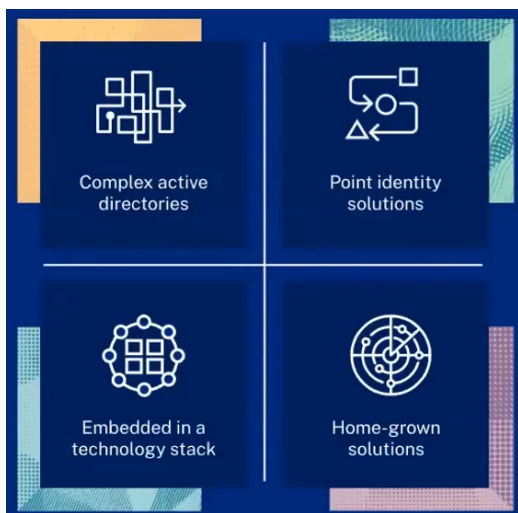 Complex active
directories
Point identity
solutions
Embedded in a
technology stack
Home-grown
solutions